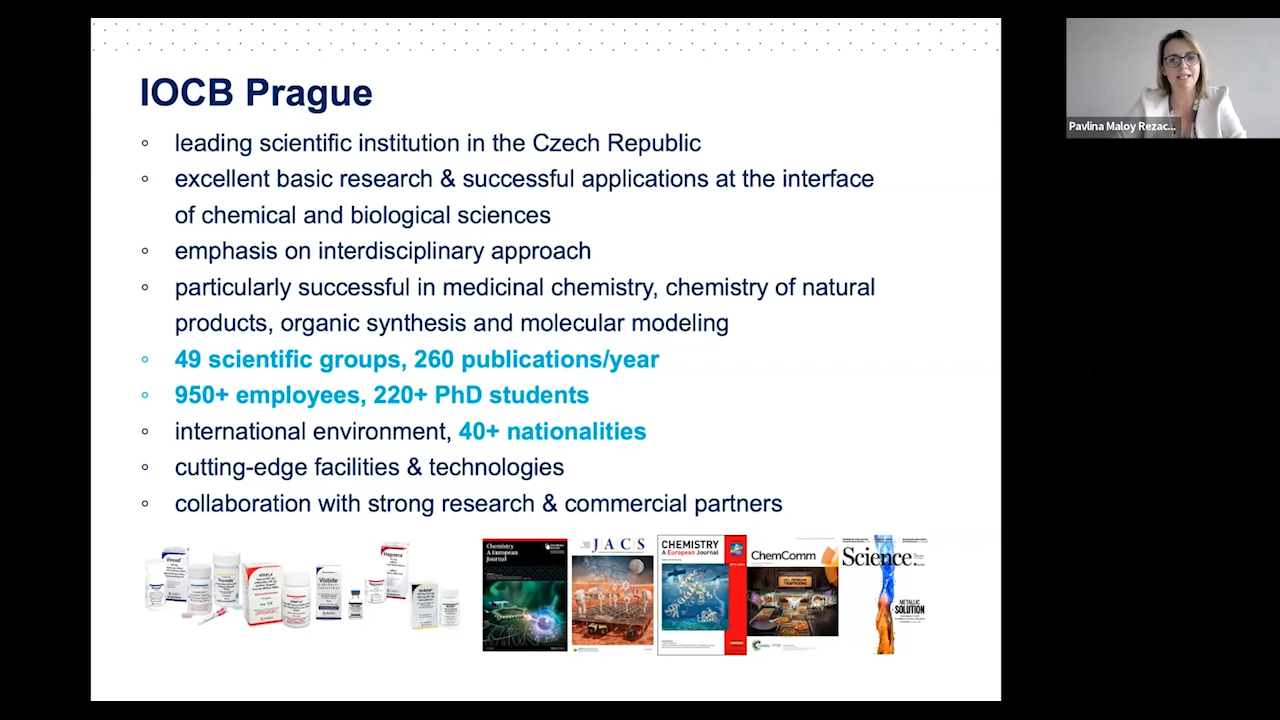 IOCB Prague
◦ leading scientific institution in the Czech Republic
◦ excellent basic research & successful applications at the interface
of chemical and biological sciences
◦ emphasis on interdisciplinary approach
◦ particularly successful in medicinal chemistry, chemistry of natural
products, organic synthesis and molecular modeling
◦ 49 scientific groups, 260 publications/year
◦ 950+ employees, 220+ PhD students
◦ international environment, 40+ nationalities
◦ cutting-edge facilities & technologies
◦ collaboration with strong research & commercial partners
Pavlina Maloy Rezac...
Viread
Truvada
Vistide
Hepsera
Chemistry
A European
Journal
JACS
CHEMISTRY
A European Journal
ChemComm
Science
METALLIC
SOLUTION